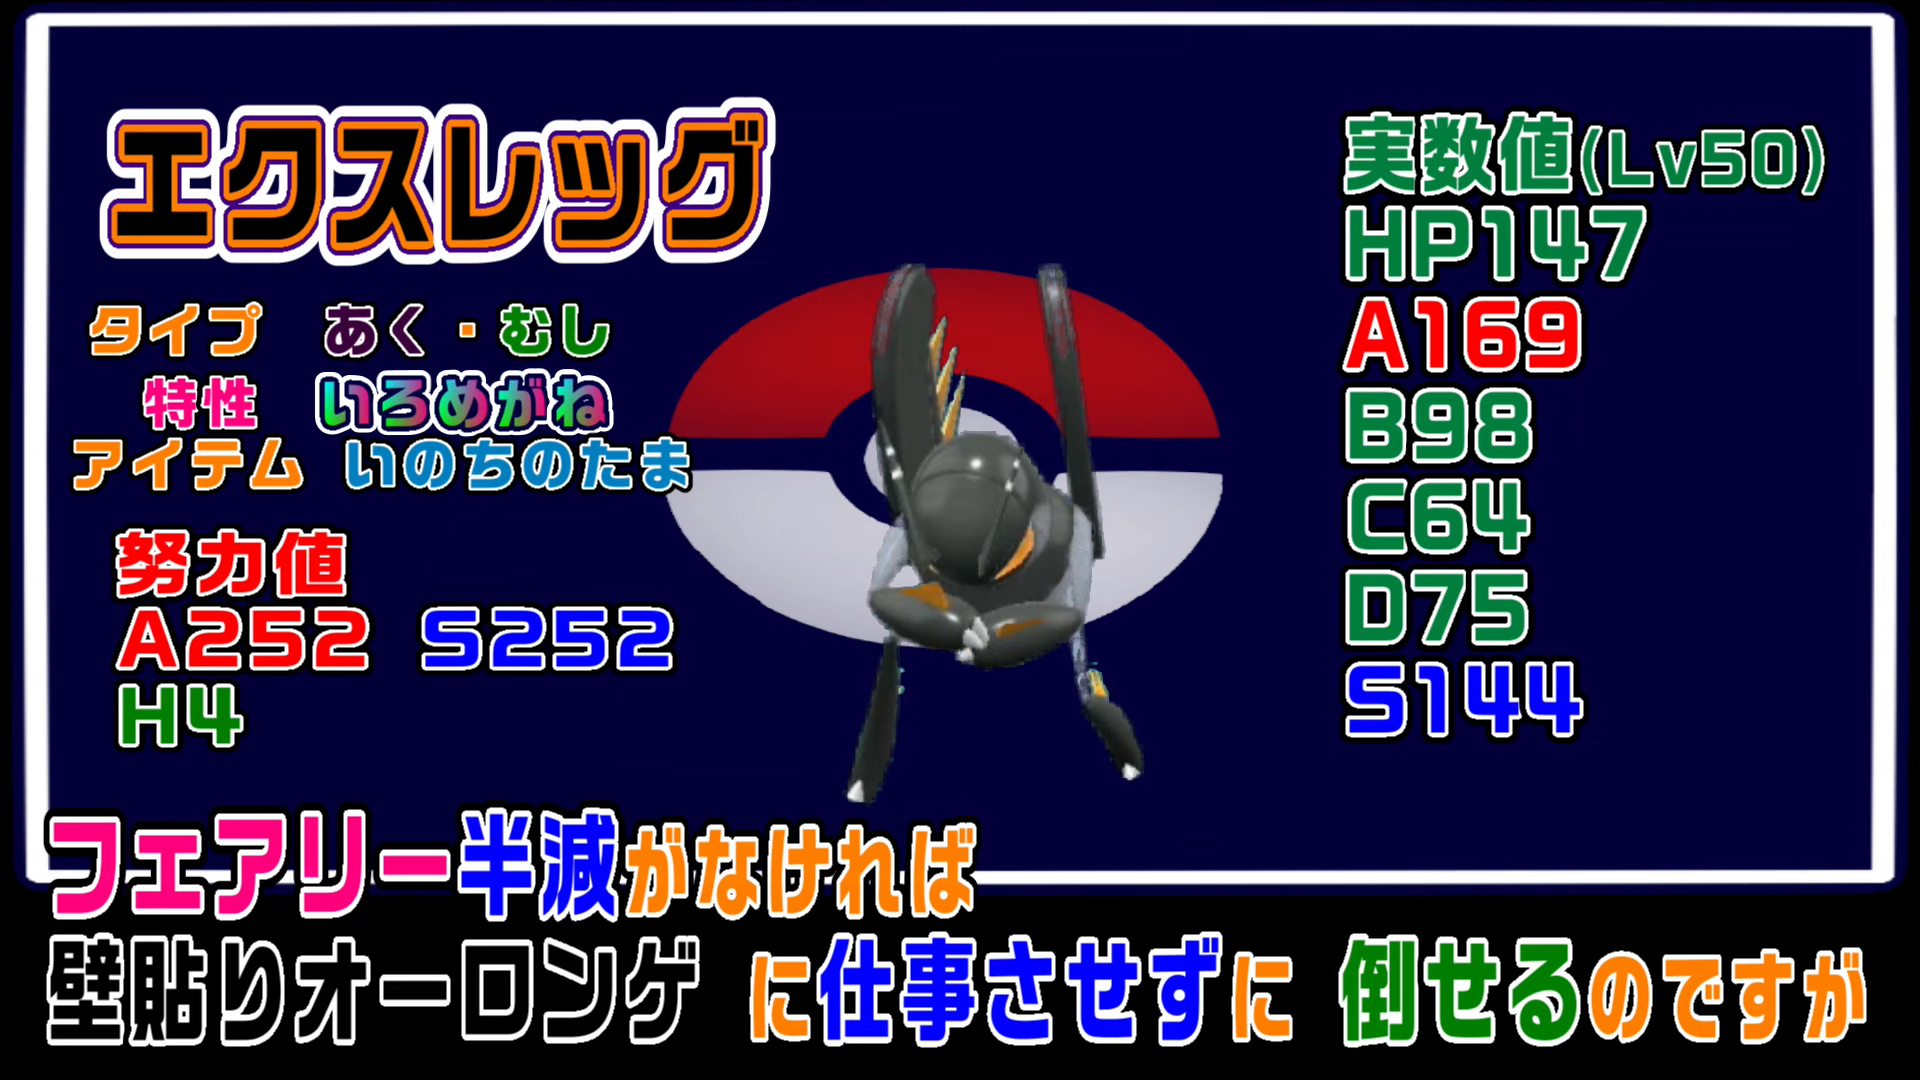 エクスレッグ
タイプ あく・むし
特性 いろめがね
アイテム いのちのたま
努力値
A252 S252
H4
実数値(Lv50)
HP147
A169
B98
C64
D75
S144
フェアリー半減がなければ
壁貼りオーロンゲ に仕事させずに 倒せるのですが